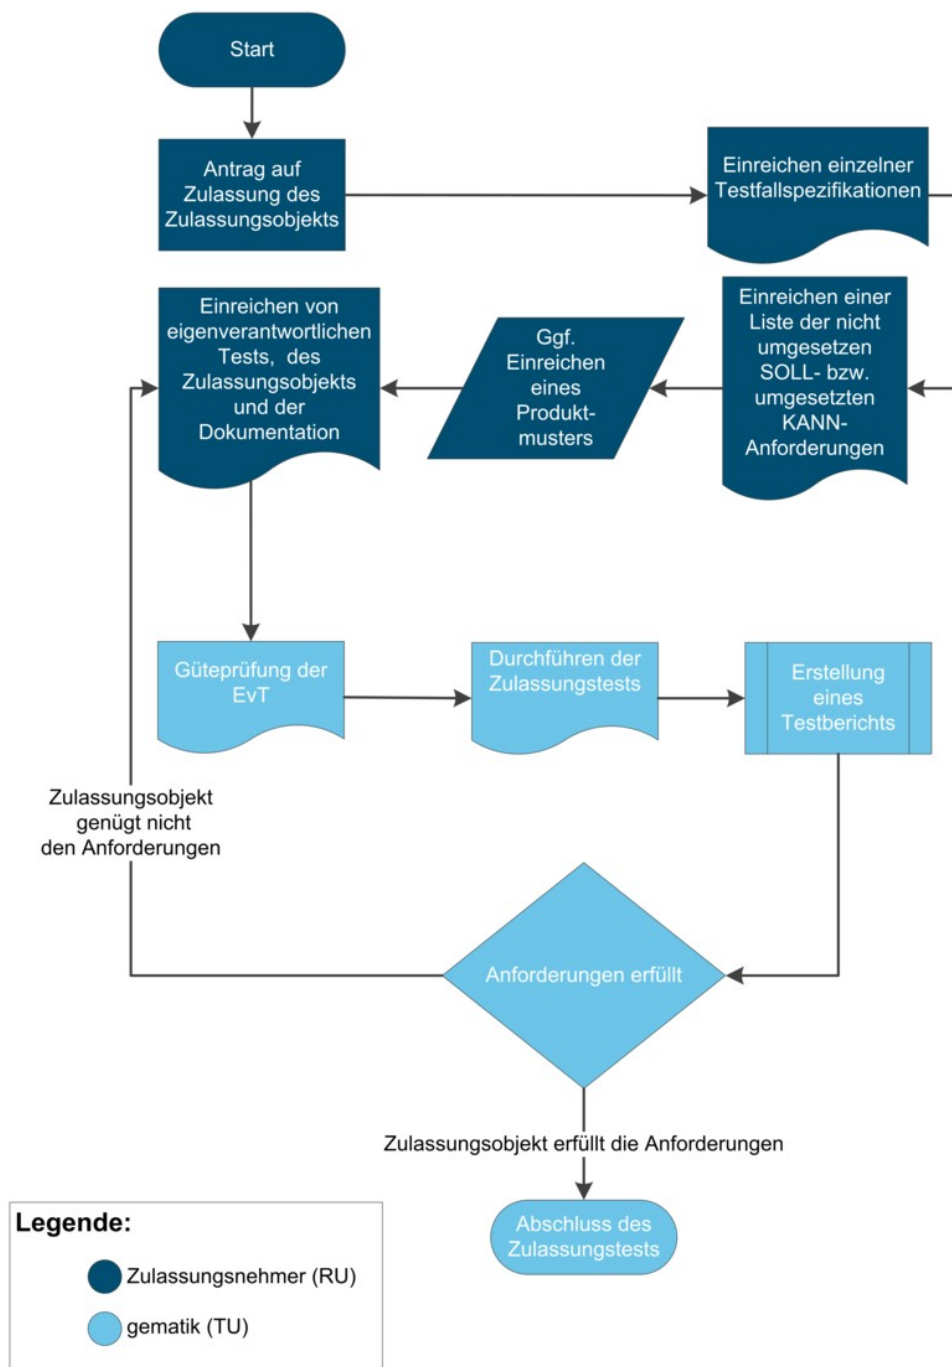 Start
Antrag auf
Zulassung des
Zulassungsobjekts
Einreichen einzelner
Testfallspezifikationen
Einreichen einer
Liste der nicht
umgesetzen
SOLL- bzw.
umgesetzten
KANN-
Anforderungen
Ggf.
Einreichen
eines
Produkt-
musters
Einreichen von
eigenverantwortlichen
Tests, des
Zulassungsobjekts
und der
Dokumentation
Güteprüfung der
EvT
Durchführen der
Zulassungstests
Erstellung
eines
Testberichts
Anforderungen erfüllt
Zulassungsobjekt
genügt nicht
den Anforderungen
Zulassungsobjekt erfüllt die Anforderungen
Abschluss des
Zulassungstests
Legende:
Zulassungsnehmer (RU)
gematik (TU)